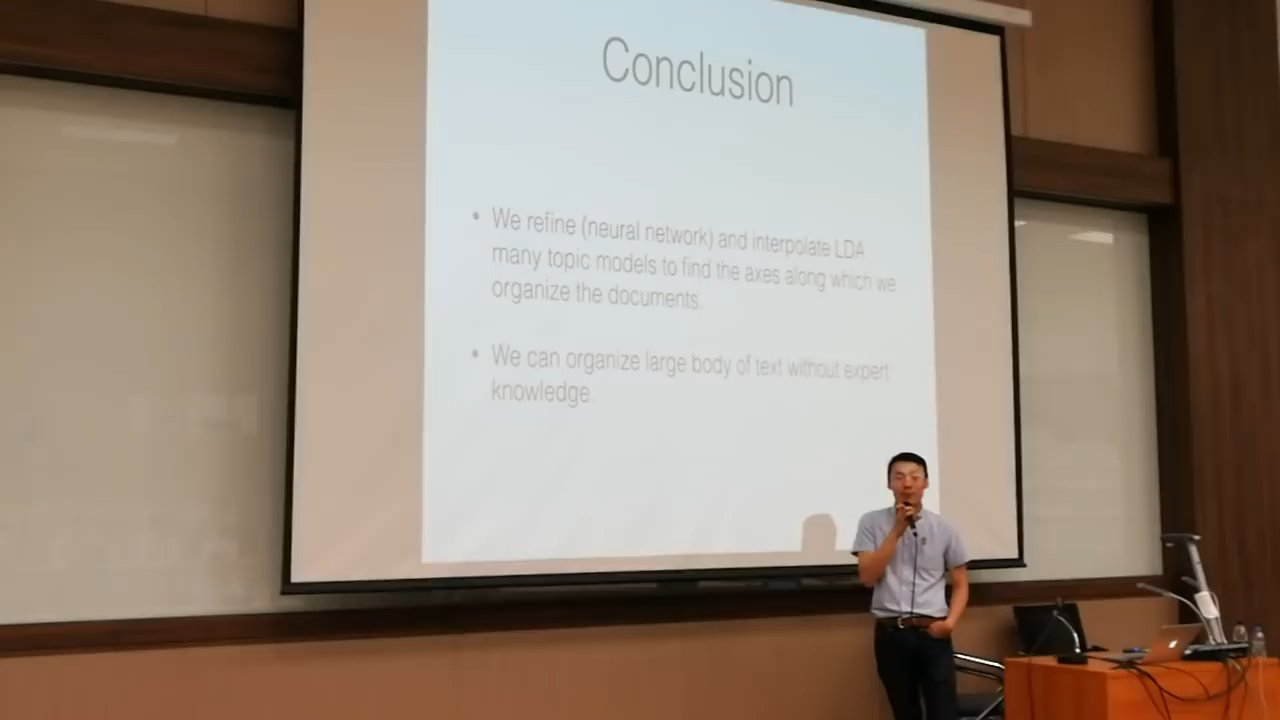 Conclusion
• We refine (neural network) and interpolate LDA
many topic models to find the axes along which we
organize the documents.
• We can organize large body of text without expert
knowledge.